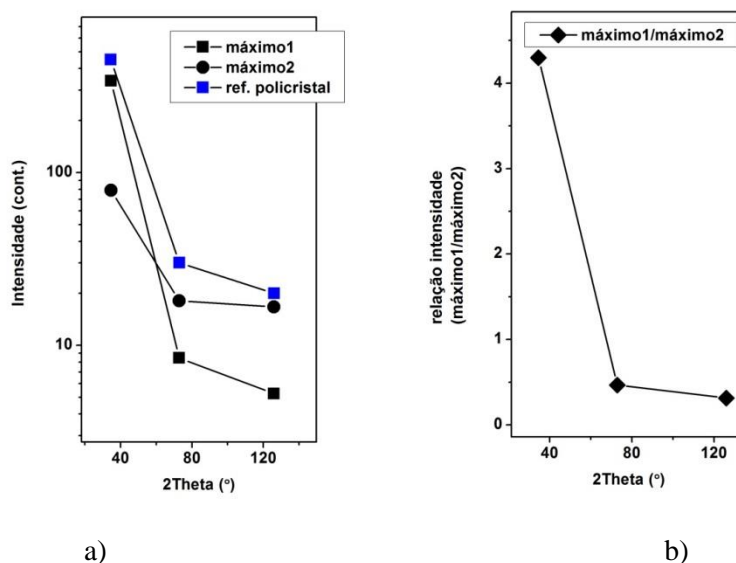 máximo1
máximo2
ref. policristal
100
10
Intensidade (cont.)
40
80
120
2Theta (°)
a)
máximo1/máximo2
4
3
2
1
0
relação intensidade
(máximo1/máximo2)
40
80
120
2Theta (°)
b)